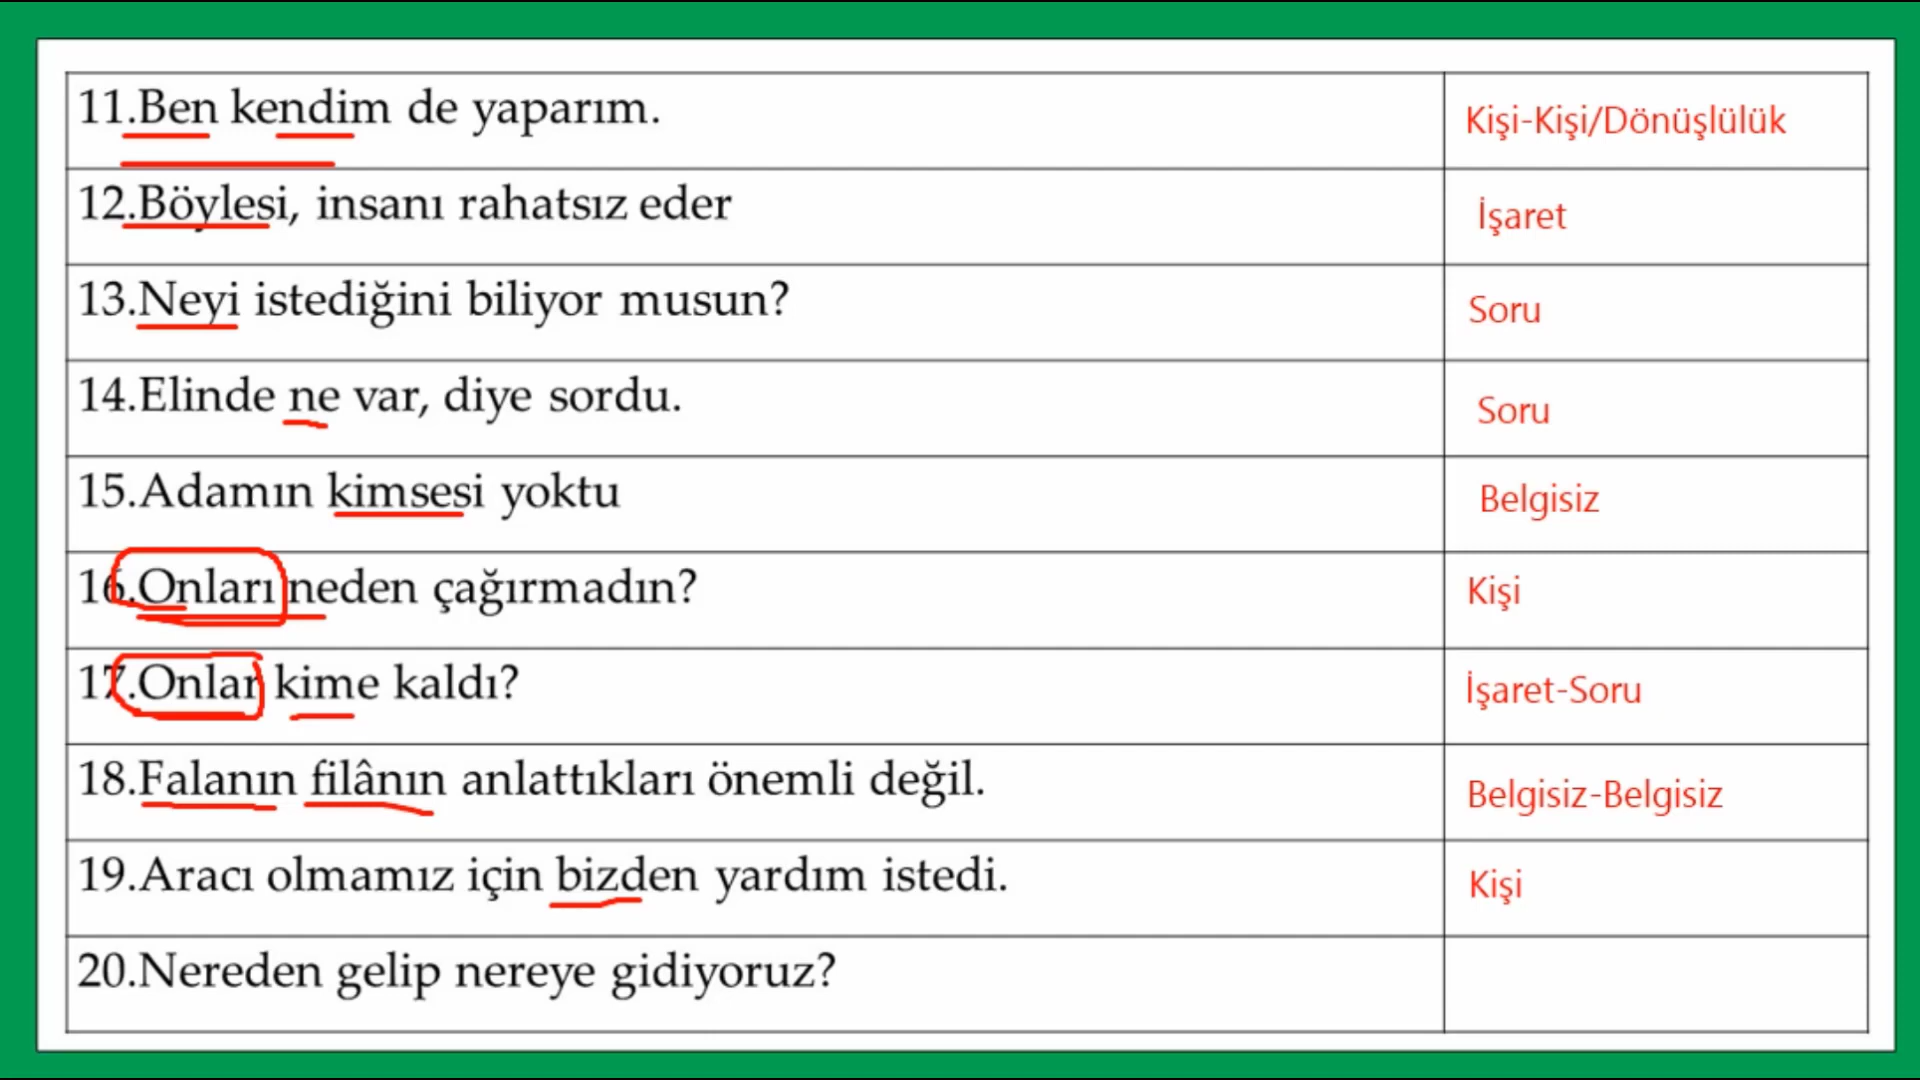 11.Ben kendim de yaparım.
Kişi-Kişi/Dönüşlülük
12.Böylesi, insanı rahatsız eder
İşaret
13.Neyi istediğini biliyor musun?
Soru
14.Elinde ne var, diye sordu.
Soru
15.Adamın kimsesi yoktu
Belgisiz
16.Onları neden çağırmadın?
Kişi
17.Onlar kime kaldı?
İşaret-Soru
18.Falanın filânın anlattıkları önemli değil.
Belgisiz-Belgisiz
19.Aracı olmamız için bizden yardım istedi.
Kişi
20.Nereden gelip nereye gidiyoruz?